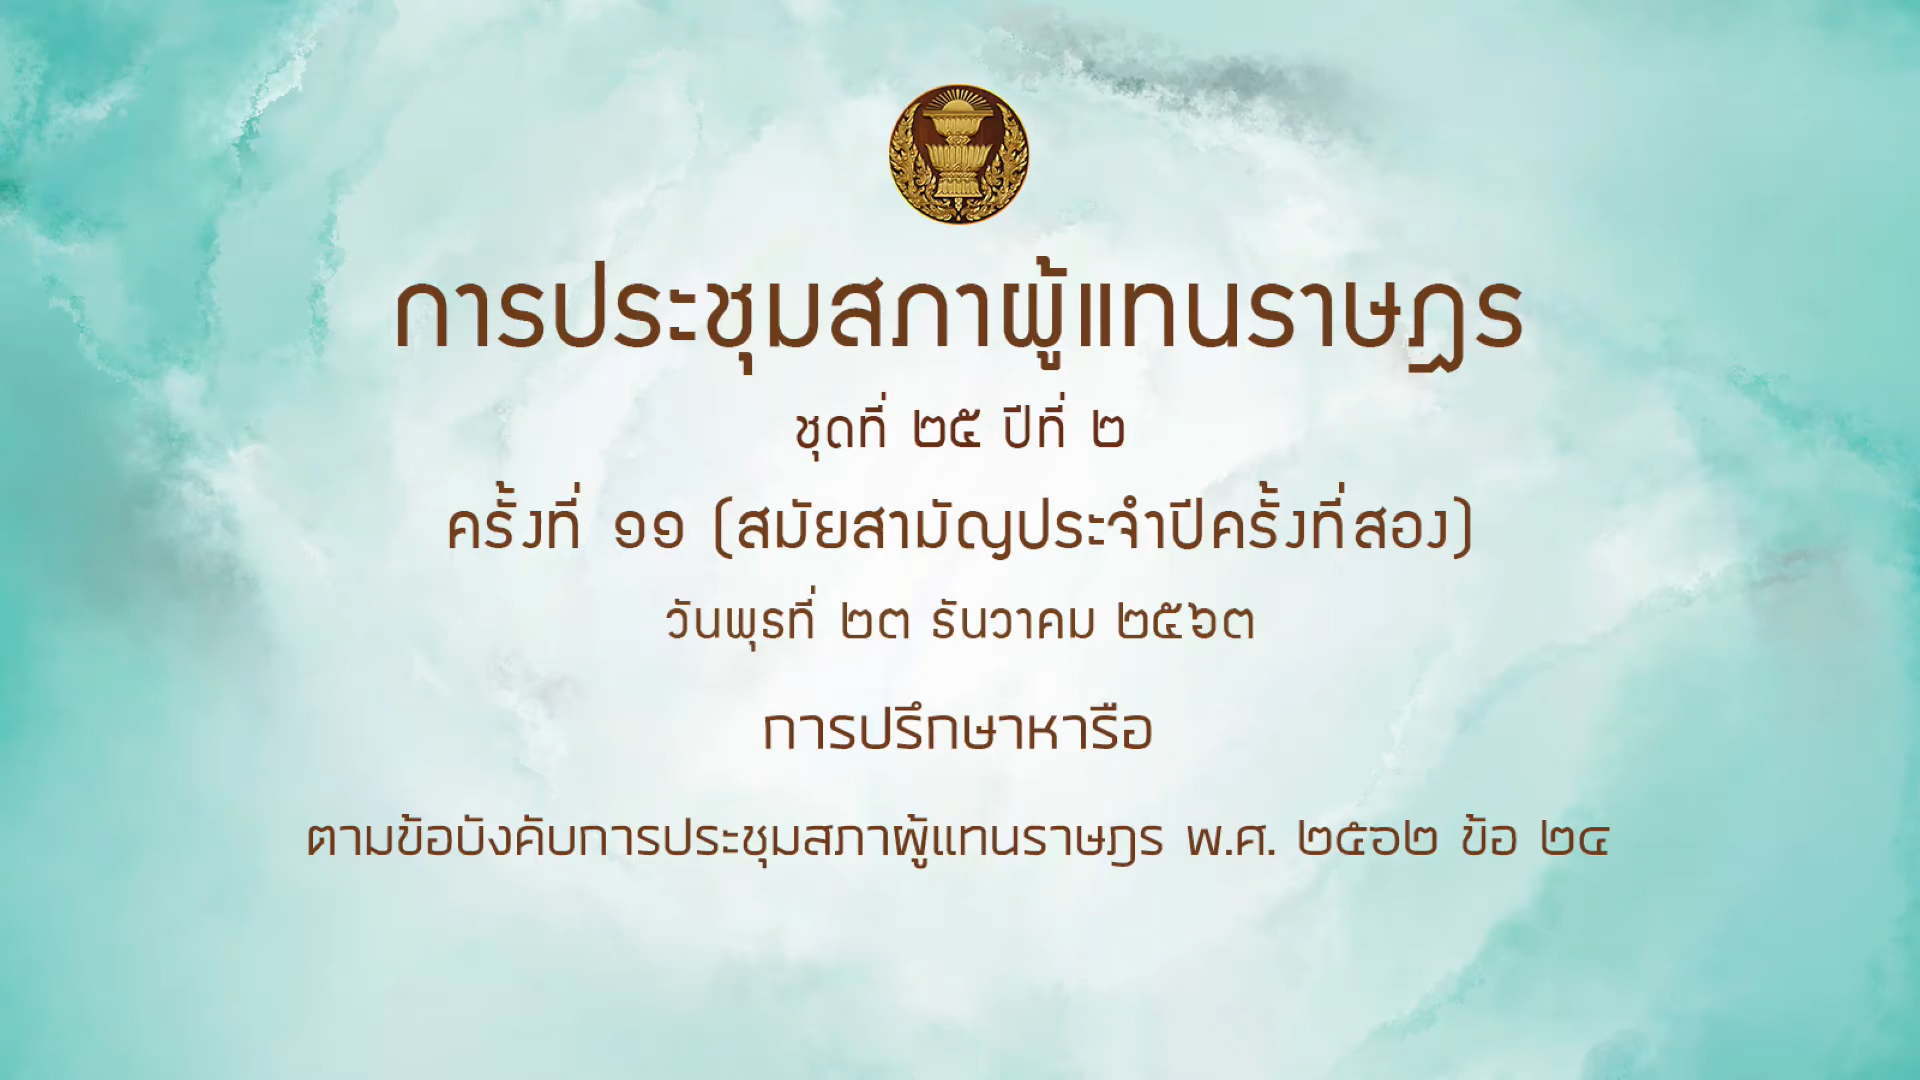 การประชุมสภาผู้แทนราษฎร
ชุดที่ ๒๕ ปีที่ ๒
ครั้งที่ ๑๑ (สมัยสามัญประจำปีครั้งที่สอง)
วันพุธที่ ๒๓ ธันวาคม ๒๕๖๓
การปรึกษาหารือ
ตามข้อบังคับการประชุมสภาผู้แทนราษฎร พ.ศ. ๒๕๖๒ ข้อ ๒๔